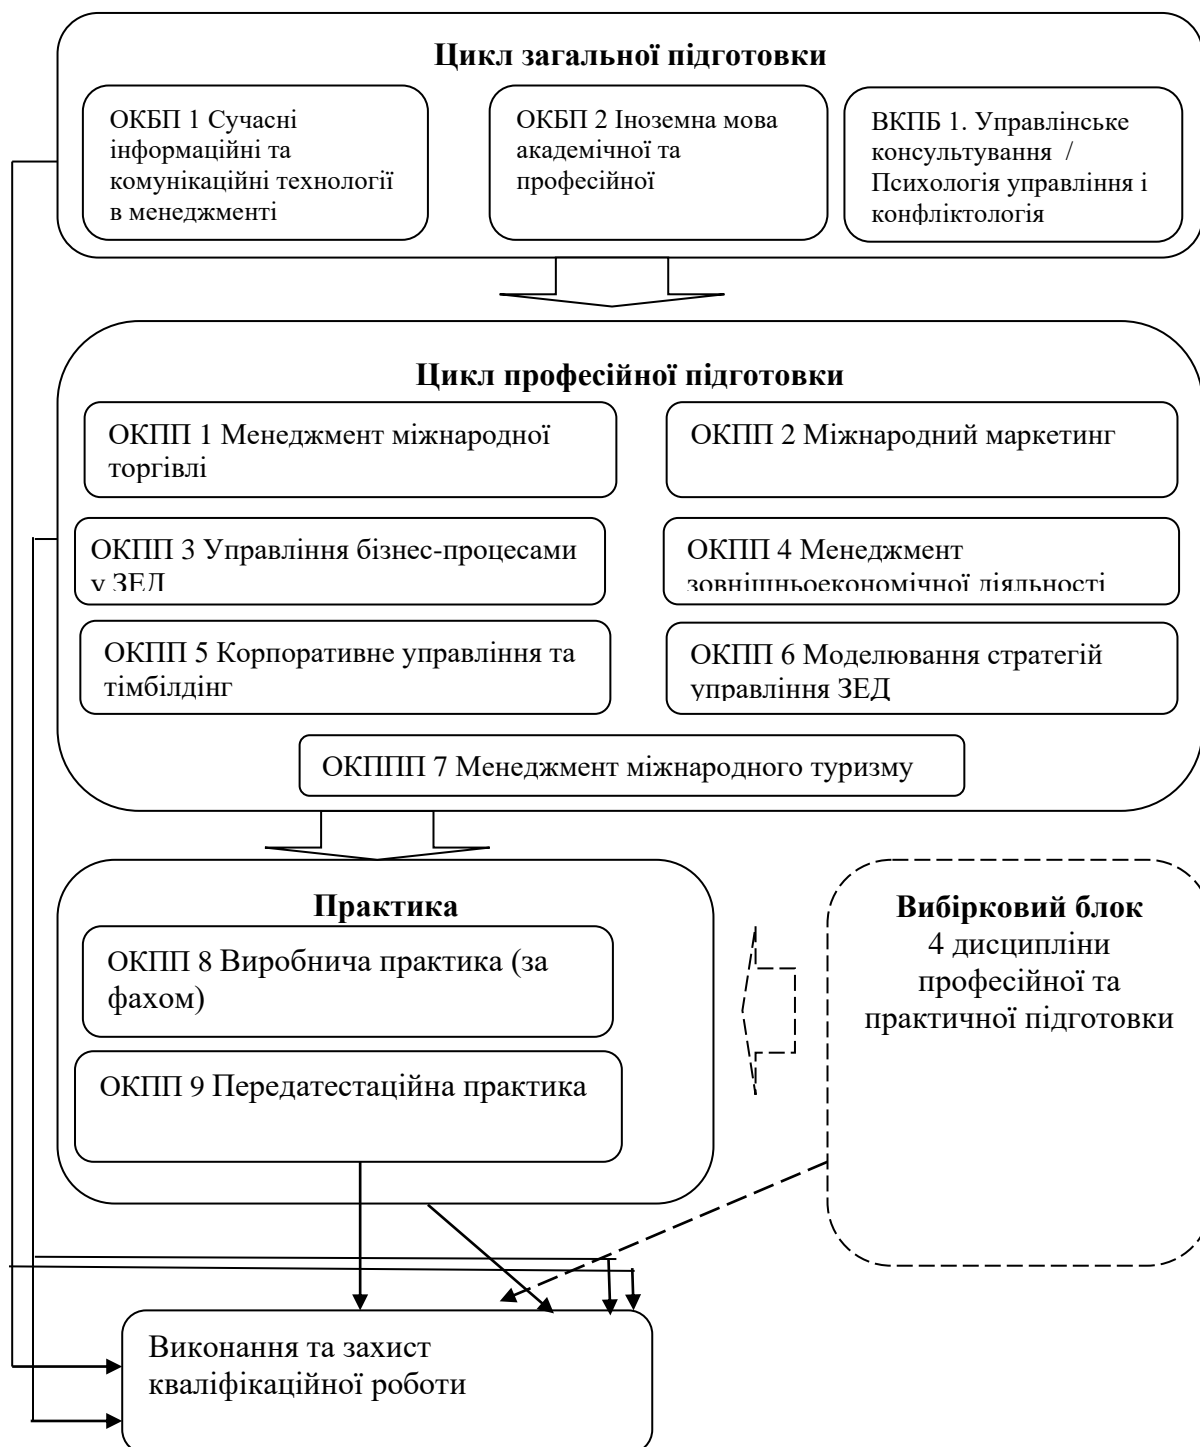 Цикл загальної підготовки
ОКБП 1 Сучасні
інформаційні та
комунікаційні технології
в менеджменті
ОКБП 2 Іноземна мова
академічної та
професійної
ВКПБ 1. Управлінське
консультування /
Психологія управління і
конфліктологія
Цикл професійної підготовки
ОКПП 1 Менеджмент міжнародної
торгівлі
ОКПП 2 Міжнародний маркетинг
ОКПП 3 Управління бізнес-процесами
у ЗЕД
ОКПП 4 Менеджмент
зовнішньоекономічної діяльності
ОКПП 5 Корпоративне управління та
тімбілдінг
ОКПП 6 Моделювання стратегій
управління ЗЕД
ОКППП 7 Менеджмент міжнародного туризму
Практика
ОКПП 8 Виробнича практика (за
фахом)
ОКПП 9 Передатестаційна практика
Вибірковий блок
4 дисципліни
професійної та
практичної підготовки
Виконання та захист
кваліфікаційної роботи